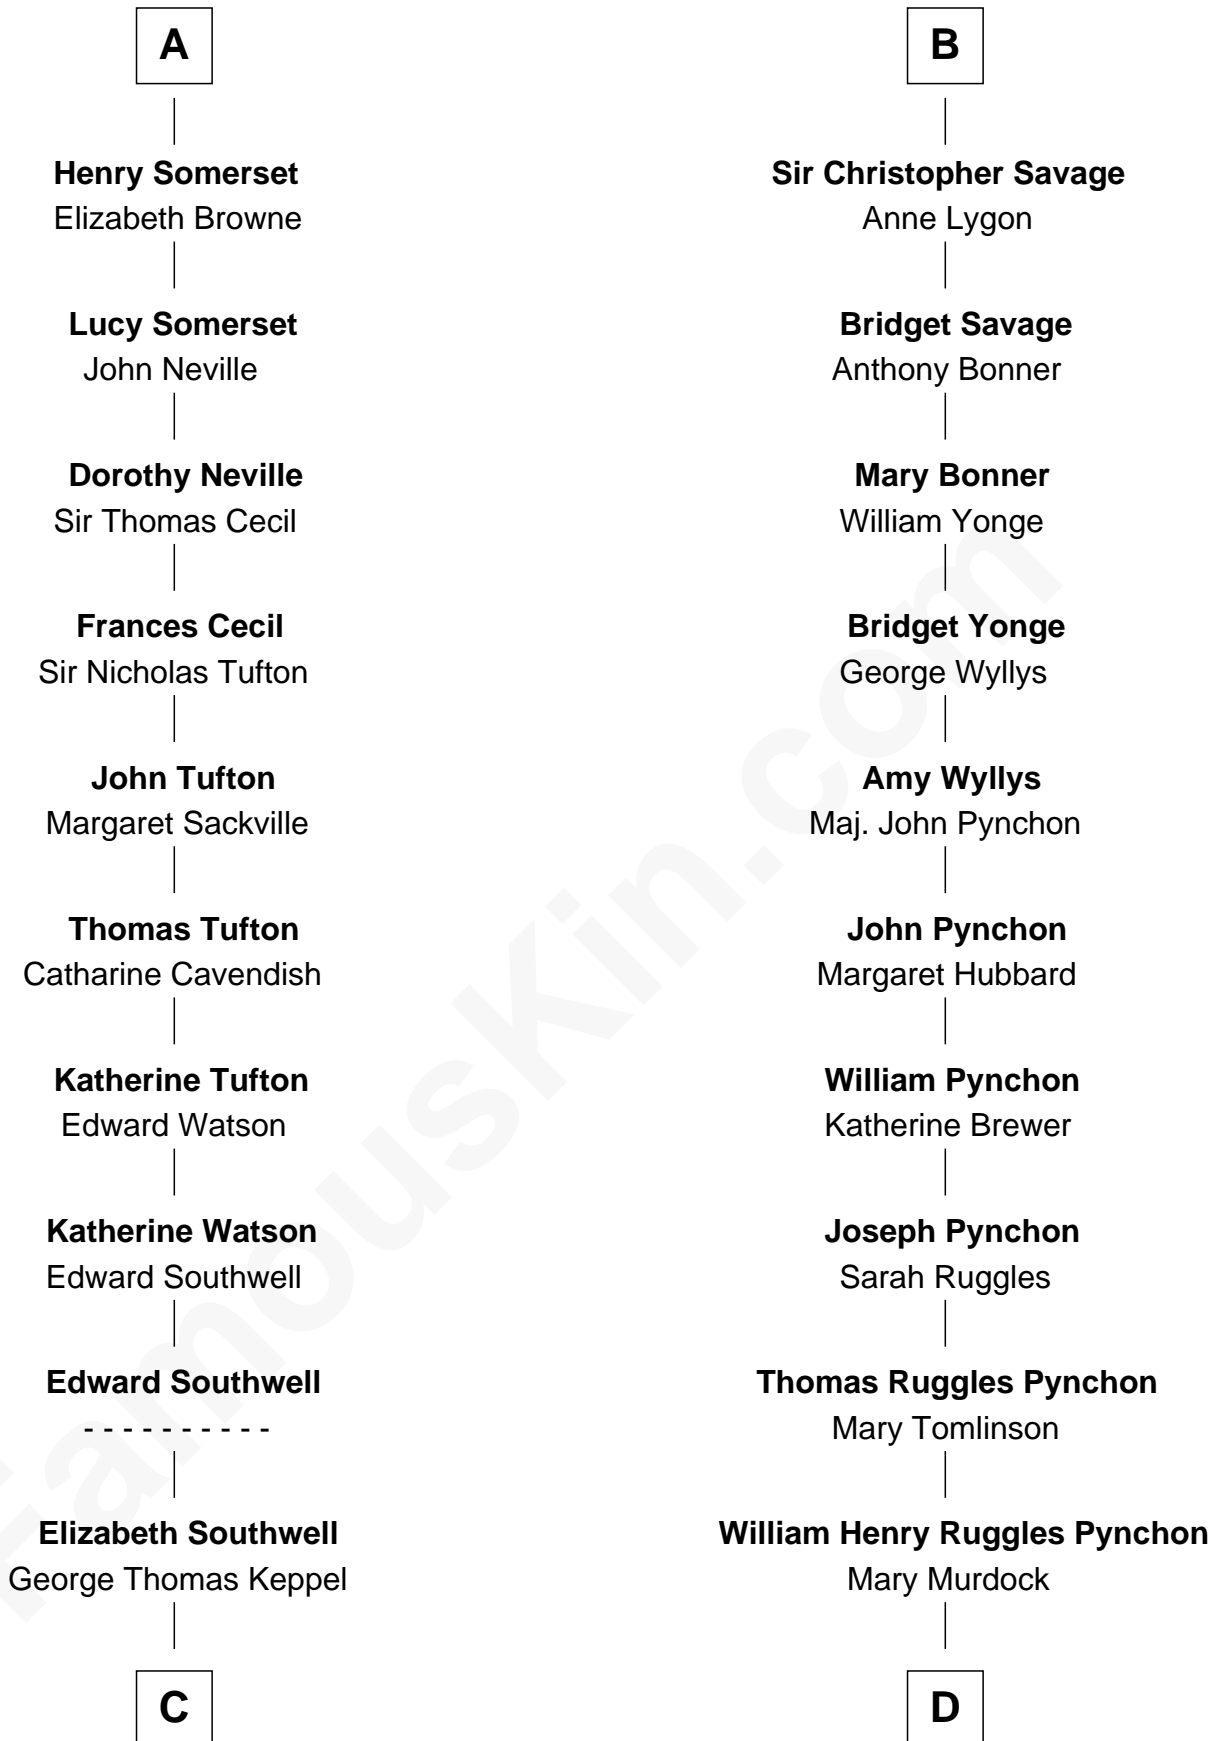 A
Henry Somerset
Elizabeth Browne
Lucy Somerset
John Neville
Dorothy Neville
Sir Thomas Cecil
Frances Cecil
Sir Nicholas Tufton
John Tufton
Margaret Sackville
Thomas Tufton
Catharine Cavendish
Katherine Tufton
Edward Watson
Katherine Watson
Edward Southwell
Edward Southwell
- - - - - - - - - -
Elizabeth Southwell
George Thomas Keppel
C
B
Sir Christopher Savage
Anne Lygon
Bridget Savage
Anthony Bonner
Mary Bonner
William Yonge
Bridget Yonge
George Wyllys
Amy Wyllys
Maj. John Pynchon
John Pynchon
Margaret Hubbard
William Pynchon
Katherine Brewer
Joseph Pynchon
Sarah Ruggles
Thomas Ruggles Pynchon
Mary Tomlinson
William Henry Ruggles Pynchon
Mary Murdock
D
FamousKin.com